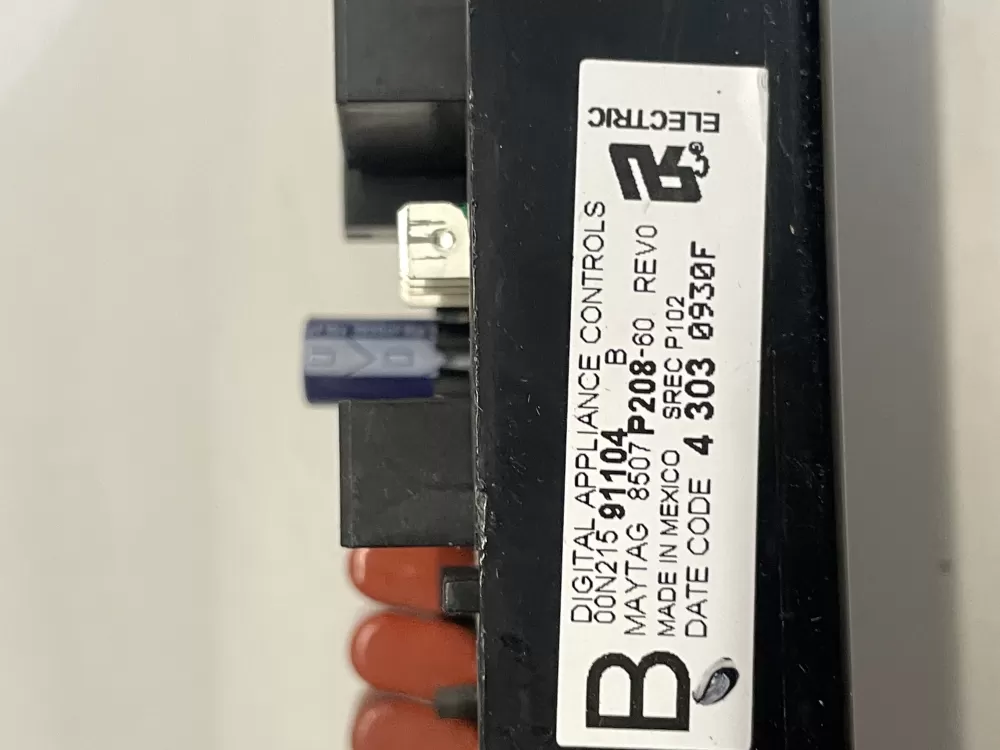 ELECTRIC
DIGITAL APPLIANCE CONTROLS
00N215 91104 B
MAYTAG 8507P208-60 REV0
MADE IN MEXICO SREC P102
DATE CODE 4 303 0930F
B